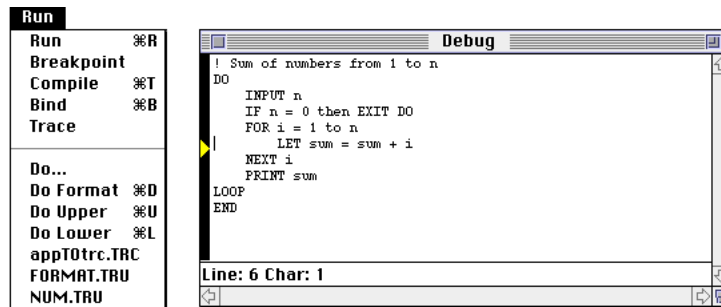 Run
Run ⌘R
Breakpoint
Compile ⌘T
Bind ⌘B
Trace
Do...
Do Format ⌘D
Do Upper ⌘U
Do Lower ⌘L
appTOtrc.TRC
FORMAT.TRU
NUM.TRU
Debug
! Sum of numbers from 1 to n
DO
INPUT n
IF n = 0 then EXIT DO
FOR i = 1 to n
LET sum = sum + i
NEXT i
PRINT sum
LOOP
END
Line: 6 Char: 1